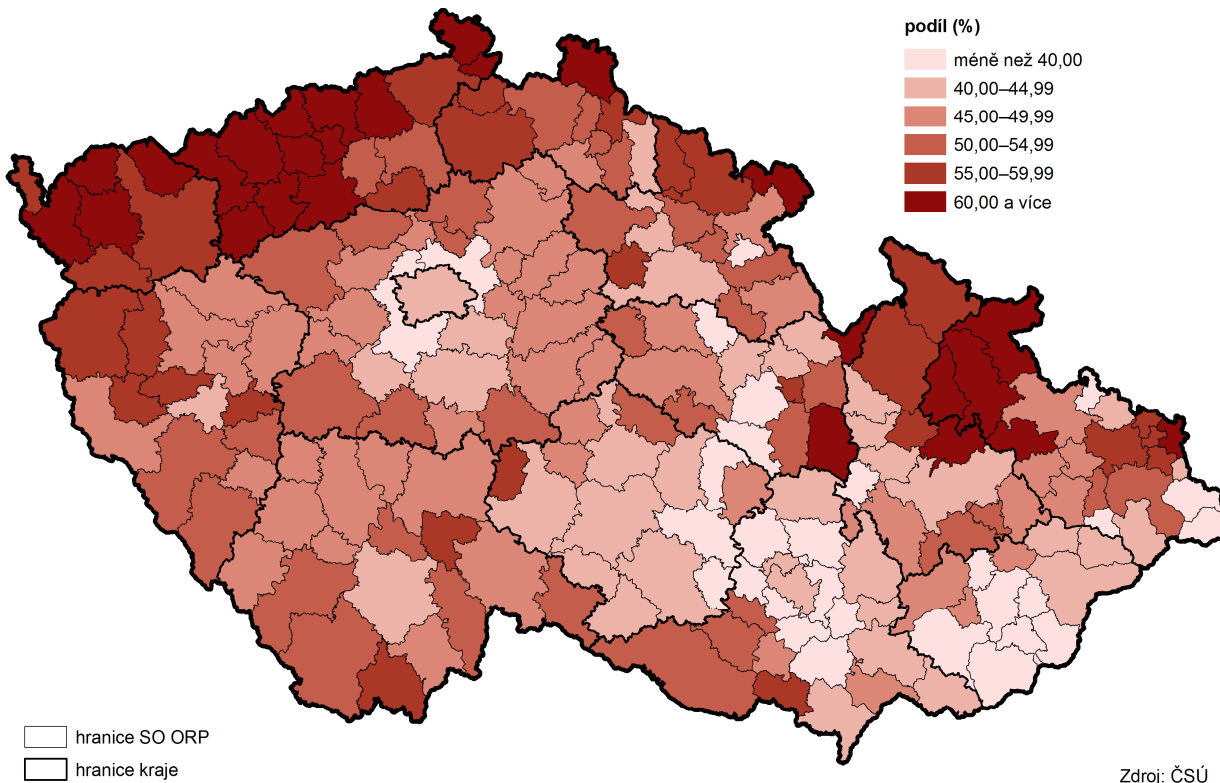 podíl (%)
méně než 40,00
40,00–44,99
45,00–49,99
50,00–54,99
55,00–59,99
60,00 a více
hranice SO ORP
hranice kraje
Zdroj: ČSÚ